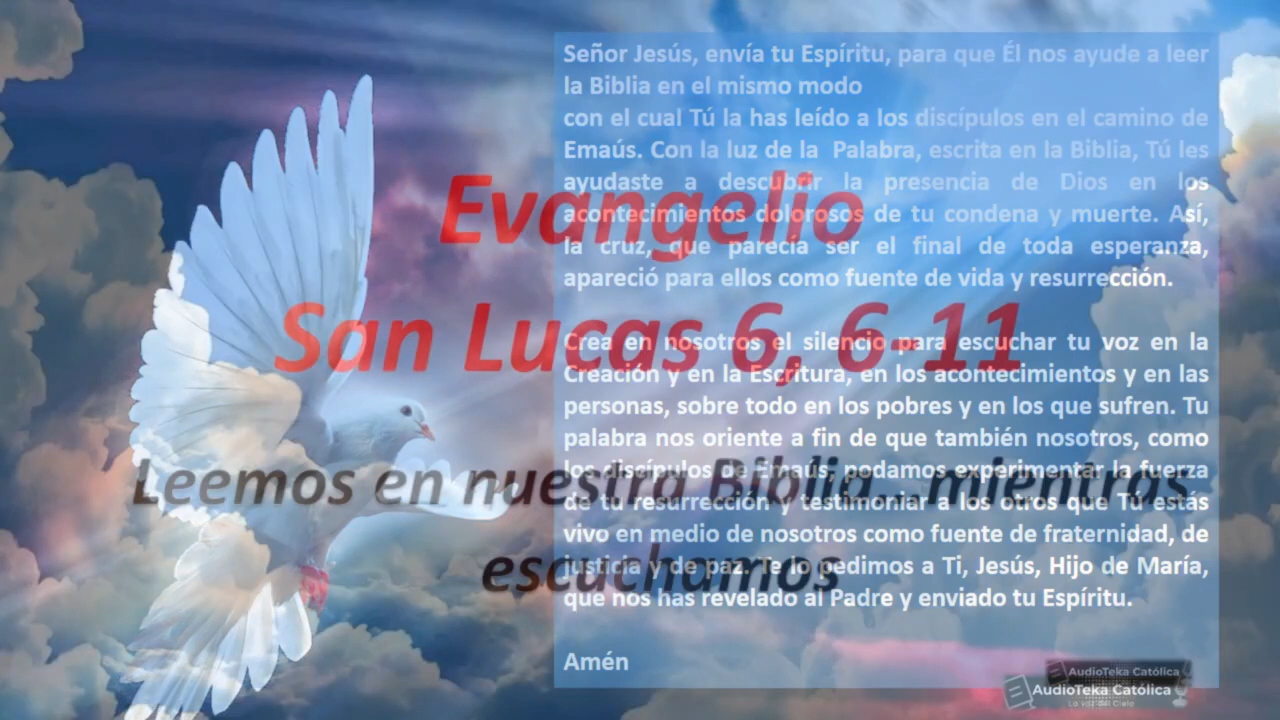 Señor Jesús, envía tu Espíritu, para que Él nos ayude a leer
la Biblia en el mismo modo
con el cual Tú la has leído a los discípulos en el camino de
Emaús. Con la luz de la Palabra, escrita en la Biblia, Tú les
ayudaste a descubrir la presencia de Dios en los
acontecimientos dolorosos de tu condena y muerte. Así,
la cruz, que parecía ser el final de toda esperanza,
apareció para ellos como fuente de vida y resurrección.
Crea en nosotros el silencio para escuchar tu voz en la
Creación y en la Escritura, en los acontecimientos y en las
personas, sobre todo en los pobres y en los que sufren. Tu
palabra nos oriente a fin de que también nosotros, como
los discípulos de Emaús, podamos experimentar la fuerza
de tu resurrección y testimoniar a los otros que Tú estás
vivo en medio de nosotros como fuente de fraternidad, de
justicia y de paz. Te lo pedimos a Ti, Jesús, Hijo de María,
que nos has revelado al Padre y enviado tu Espíritu.
Amén
Evangelio
San Lucas 6, 6-11
Leemos en nuestra Biblia... mientras
escuchamos
AudioTeka Católica
AudioTeka Católica
La voz del Cielo